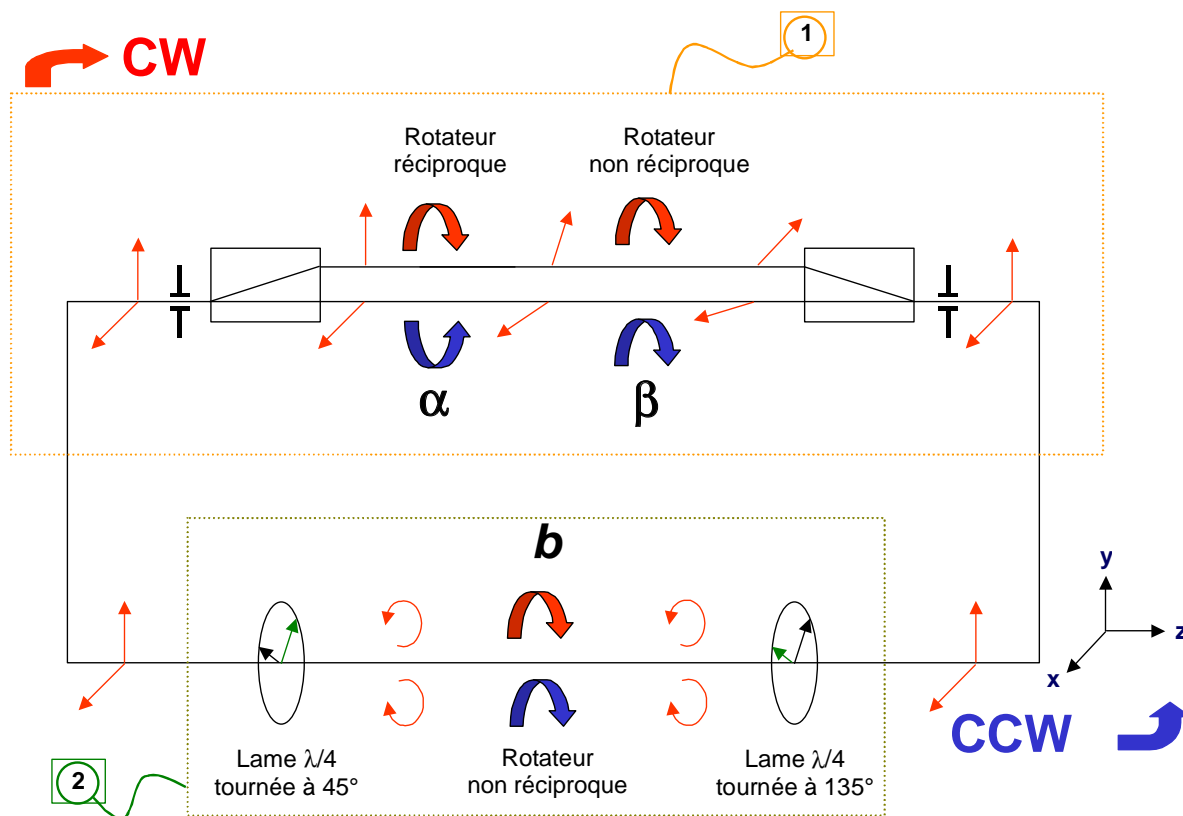 1
CW
Rotateur
réciproque
Rotateur
non réciproque
α
β
b
y
z
x
CCW
Lame λ/4
tournée à 45°
Rotateur
non réciproque
Lame λ/4
tournée à 135°
2